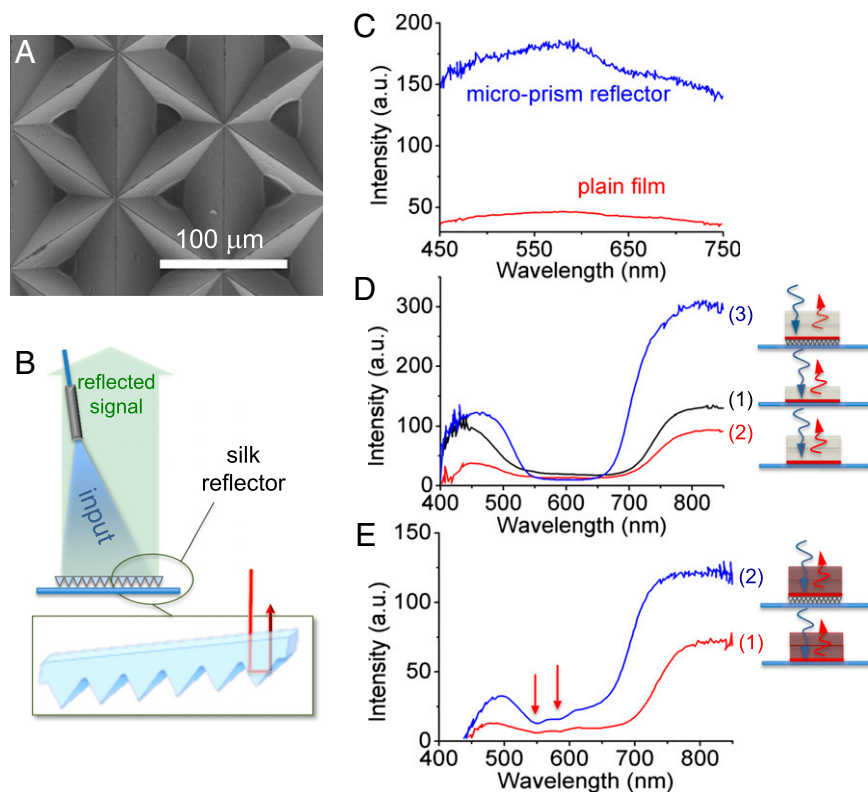 A
100 μm
B
reflected
signal
input
silk
reflector
C
200
150
100
50
450
550
650
750
Intensity (a.u.)
Wavelength (nm)
micro-prism reflector
plain film
D
300
200
100
0
400
500
600
700
800
Intensity (a.u.)
Wavelength (nm)
(3)
(1)
(2)
E
125
100
50
0
400
500
600
700
800
Intensity (a.u.)
Wavelength (nm)
(2)
(1)